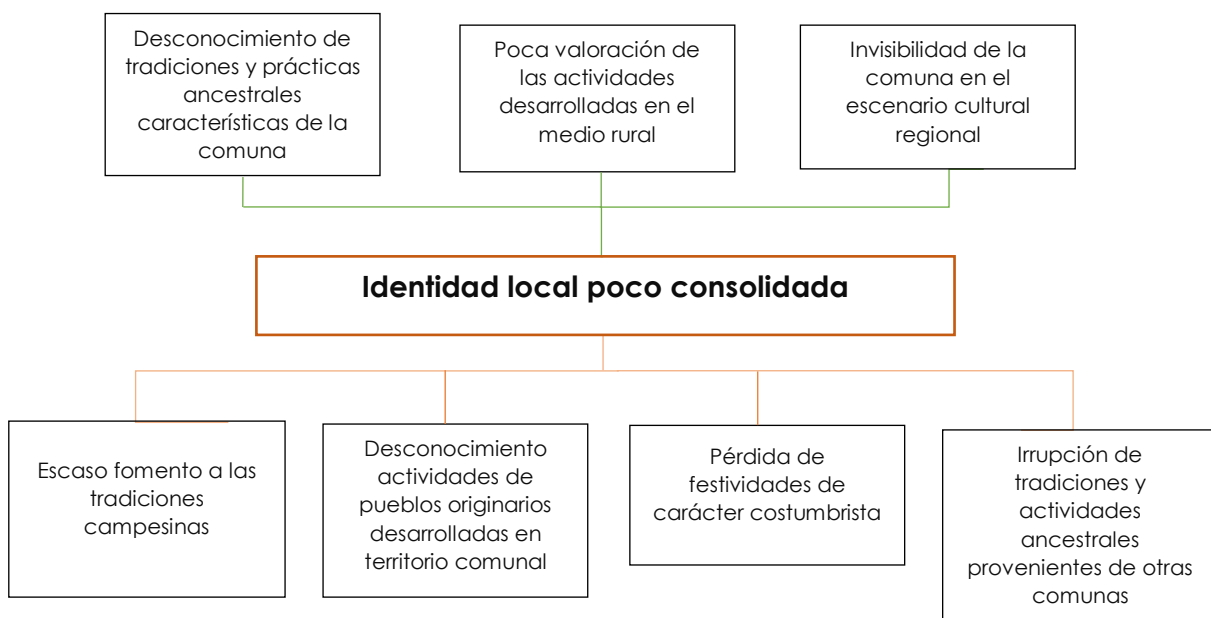 Desconocimiento de
tradiciones y prácticas
ancestrales
características de la
comuna
Poca valoración de
las actividades
desarrolladas en el
medio rural
Invisibilidad de la
comuna en el
escenario cultural
regional
Identidad local poco consolidada
Escaso fomento a las
tradiciones
campesinas
Desconocimiento
actividades de
pueblos originarios
desarrolladas en
territorio comunal
Pérdida de
festividades de
carácter costumbrista
Irrupción de
tradiciones y
actividades
ancestrales
provenientes de otras
comunas